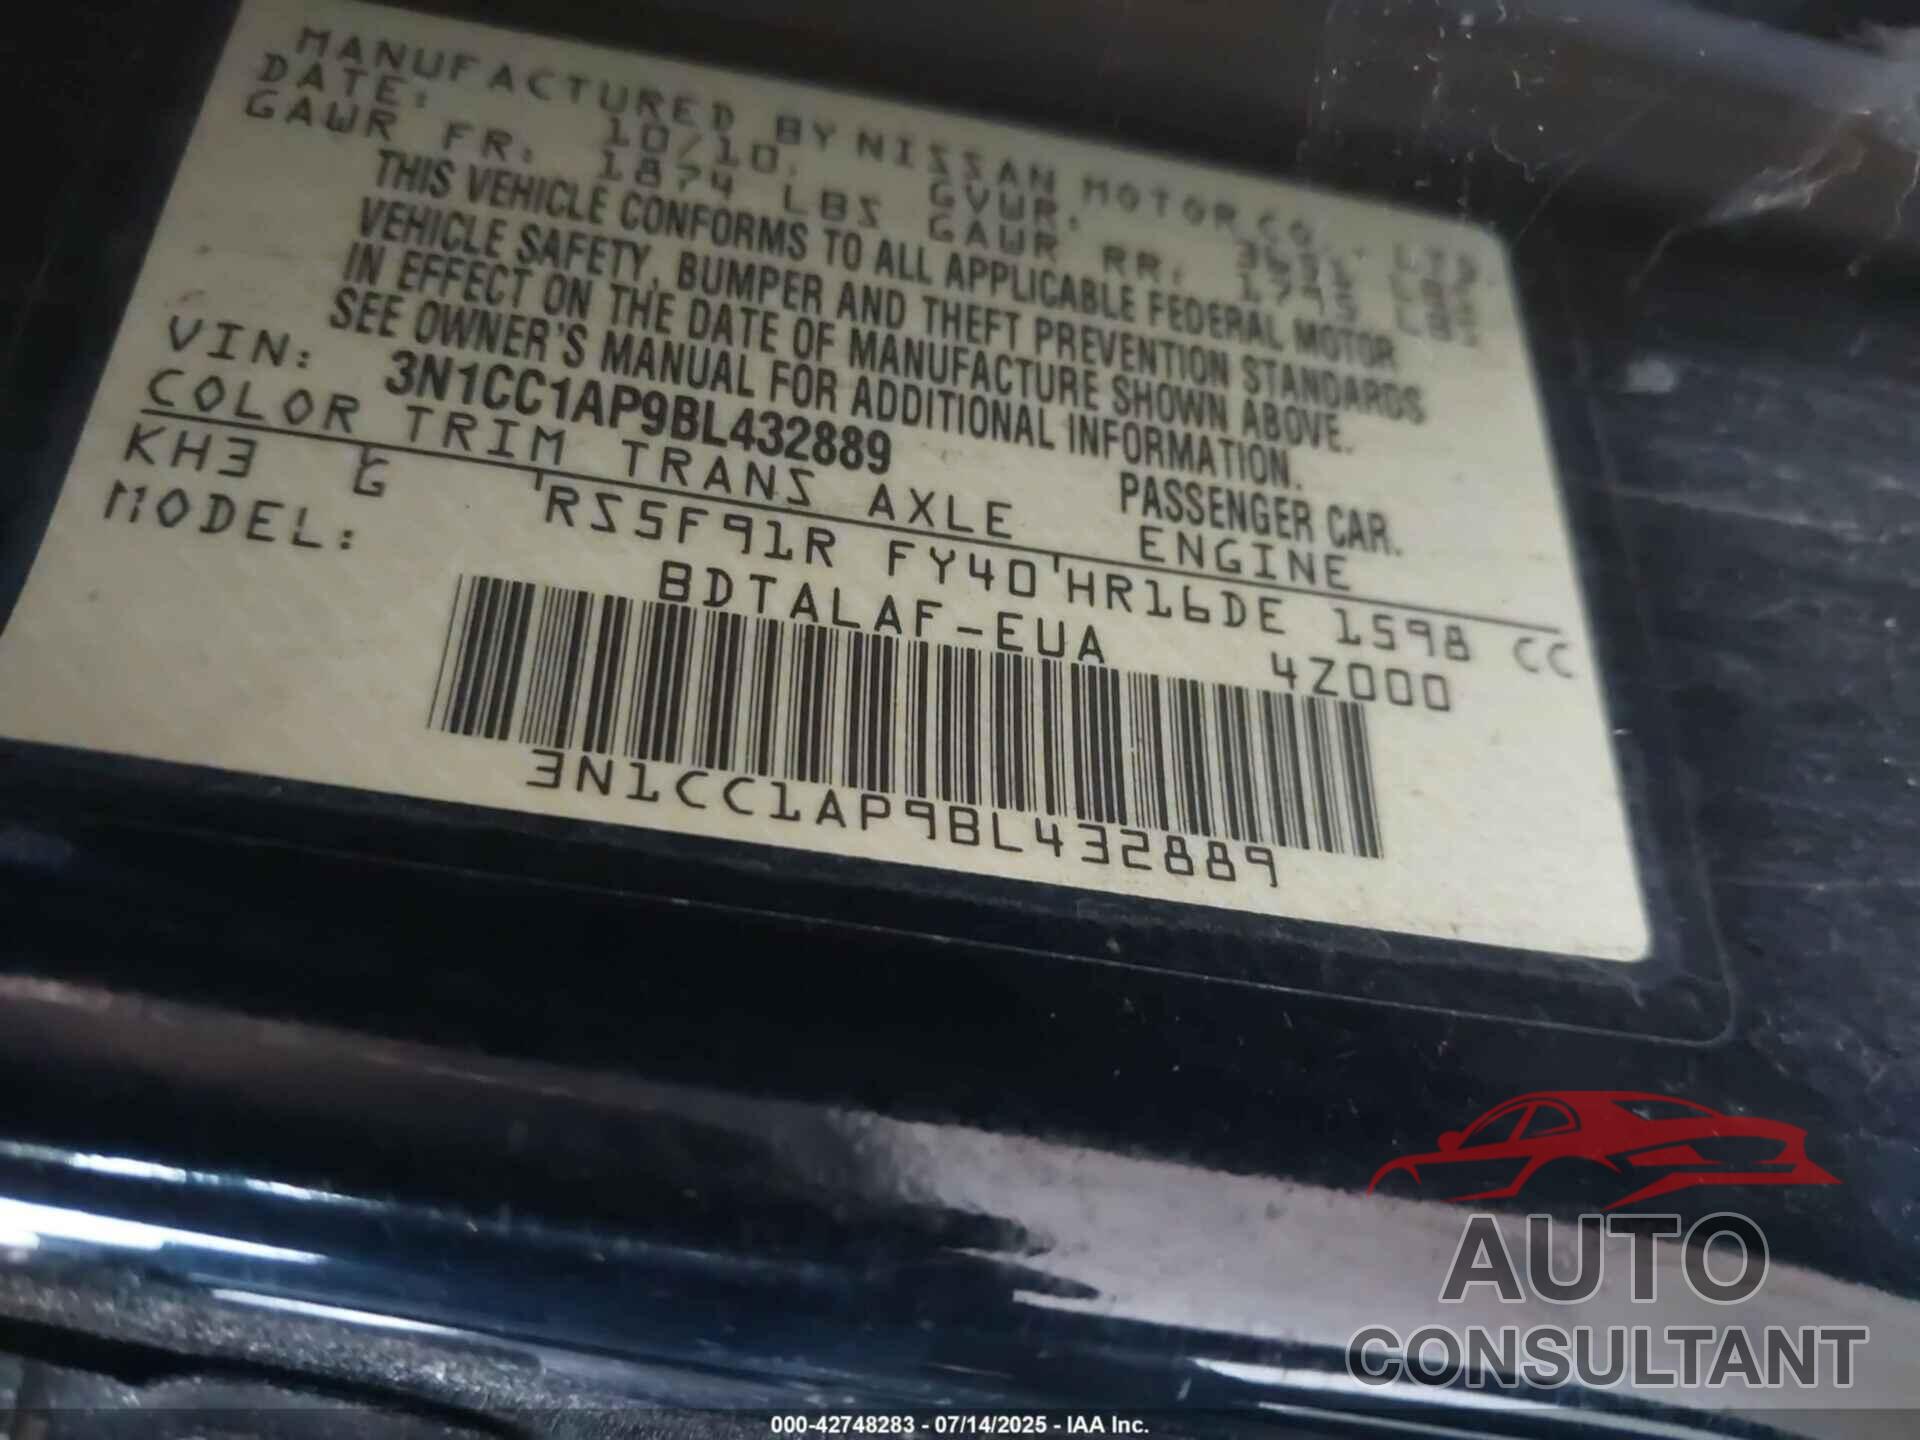 MANUFACTURED BY NISSAN MOTOR CO., LTD.
DATE: 10/10, GVWR. LBS
GAWR FR: 1874 LBS GAWR RR: 1795 LBS
THIS VEHICLE CONFORMS TO ALL APPLICABLE FEDERAL MOTOR
VEHICLE SAFETY, BUMPER AND THEFT PREVENTION STANDARDS
IN EFFECT ON THE DATE OF MANUFACTURE SHOWN ABOVE.
SEE OWNER'S MANUAL FOR ADDITIONAL INFORMATION.
VIN: 3N1CC1AP9BL432889 PASSENGER CAR.
COLOR TRIM TRANS AXLE ENGINE
KH3 G RS5F91R FY40 HR16DE 1598 CC
MODEL: BDTALAF-EUA 4Z000
3N1CC1AP9BL432889
AUTO
CONSULTANT
000-42748283 - 07/14/2025 - IAA Inc.